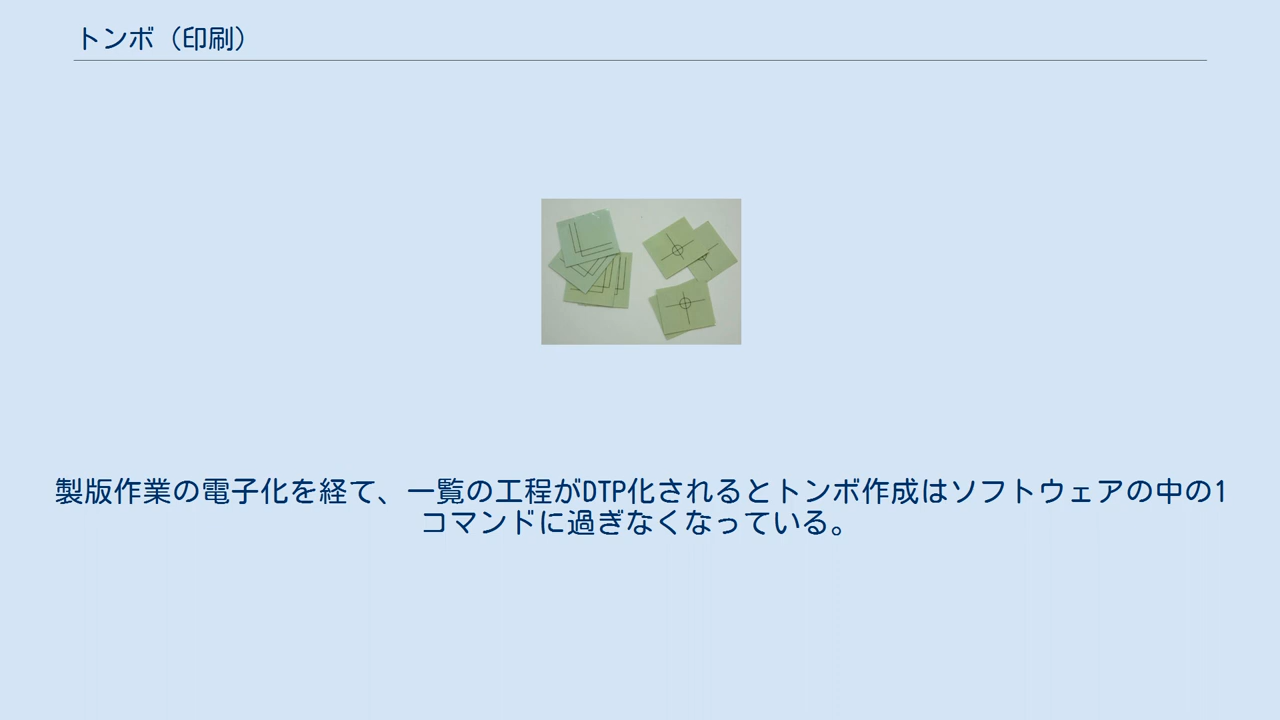 トンボ（印刷）
製版作業の電子化を経て、一覧の工程がDTP化されるとトンボ作成はソフトウェアの中の1
コマンドに過ぎなくなっている。